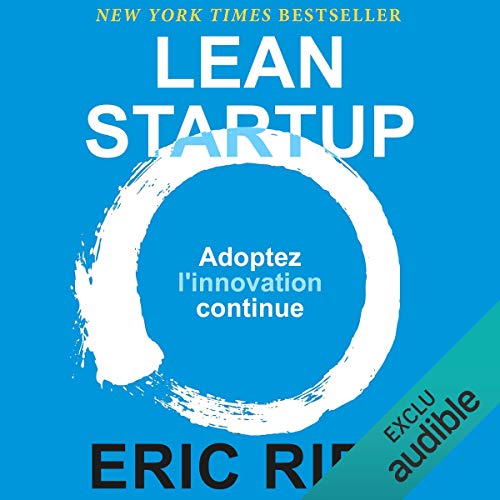 NEW YORK TIMES BESTSELLER
LEAN
STARTUP
Adoptez
l'innovation
continue
ERIC
EXCLU
audible